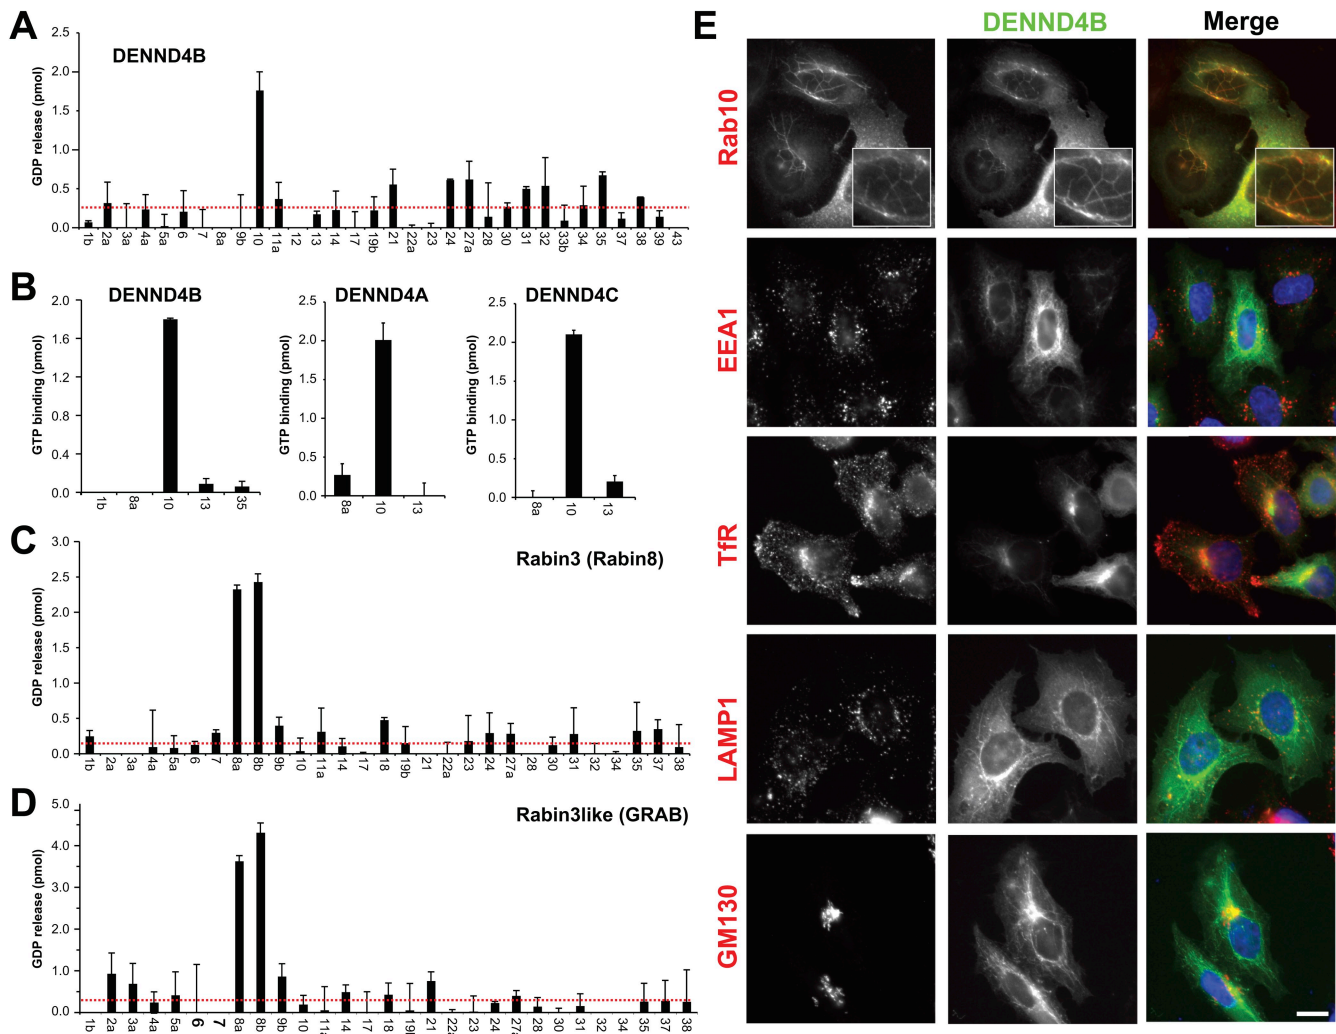 A
DENND4B
GDP release (pmol)
2.5
2.0
1.5
1.0
0.5
0.0
1b 2a 3a 4a 5a 6 7 8a 9b 10 11a 12 13 14 17 19b 21 22a 23 24 27a 28 30 31 32 33b 34 35 37 38 39 43
B
DENND4B
GTP binding (pmol)
2.0
1.6
1.2
0.8
0.4
0.0
1b 8a 10 13 35
DENND4A
GTP binding (pmol)
2.5
2.0
1.5
1.0
0.5
0.0
8a 10 13
DENND4C
GTP binding (pmol)
2.5
2.0
1.5
1.0
0.5
0.0
8a 10 13
C
Rabin3 (Rabin8)
GDP release (pmol)
3.0
2.5
2.0
1.5
1.0
0.5
0.0
1b 2a 3a 4a 5a 6 7 8a 8b 9b 10 11a 14 17 18 19b 21 22a 23 24 27a 28 30 31 32 34 35 37 38
D
Rabin3like (GRAB)
GDP release (pmol)
5.0
4.0
3.0
2.0
1.0
0.0
1b 2a 3a 4a 5a 6 7 8a 8b 9b 10 11a 14 17 18 19b 21 22a 23 24 27a 28 30 31 32 34 35 37 38
E
DENND4B
Merge
Rab10
EEA1
TfR
LAMP1
GM130